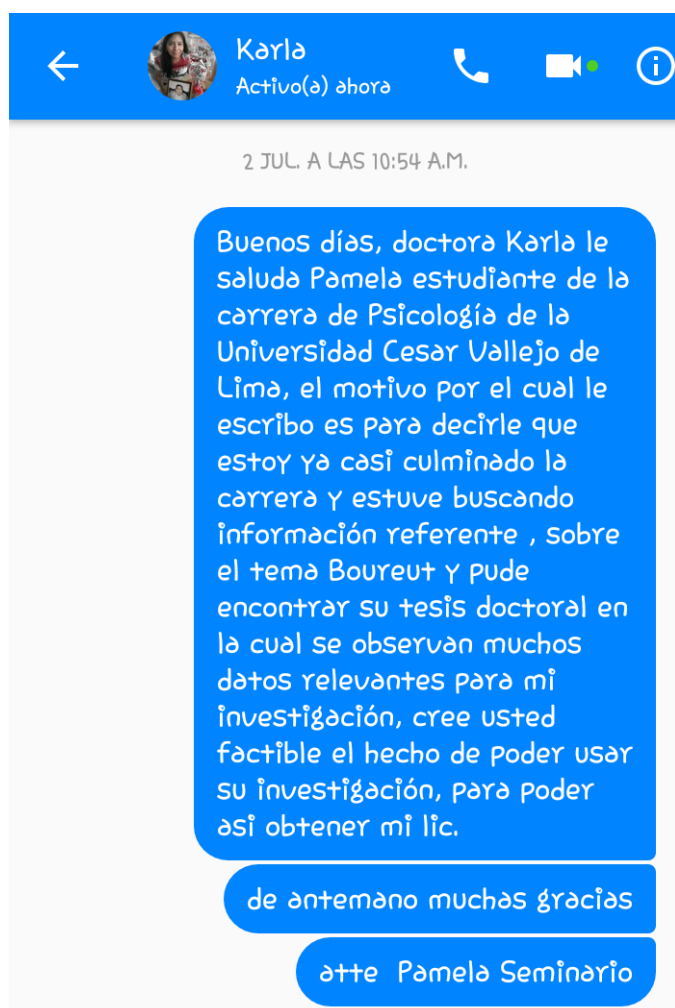 Karla
Activo(a) ahora
2 JUL. A LAS 10:54 A.M.
Buenos días, doctora Karla le
saluda Pamela estudiante de la
carrera de Psicología de la
Universidad Cesar Vallejo de
Lima, el motivo por el cual le
escribo es para decirle que
estoy ya casi culminado la
carrera y estuve buscando
información referente , sobre
el tema Boureut y pude
encontrar su tesis doctoral en
la cual se observan muchos
datos relevantes para mi
investigación, cree usted
factible el hecho de poder usar
su investigación, para poder
asi obtener mi lic.
de antemano muchas gracias
atte Pamela Seminario